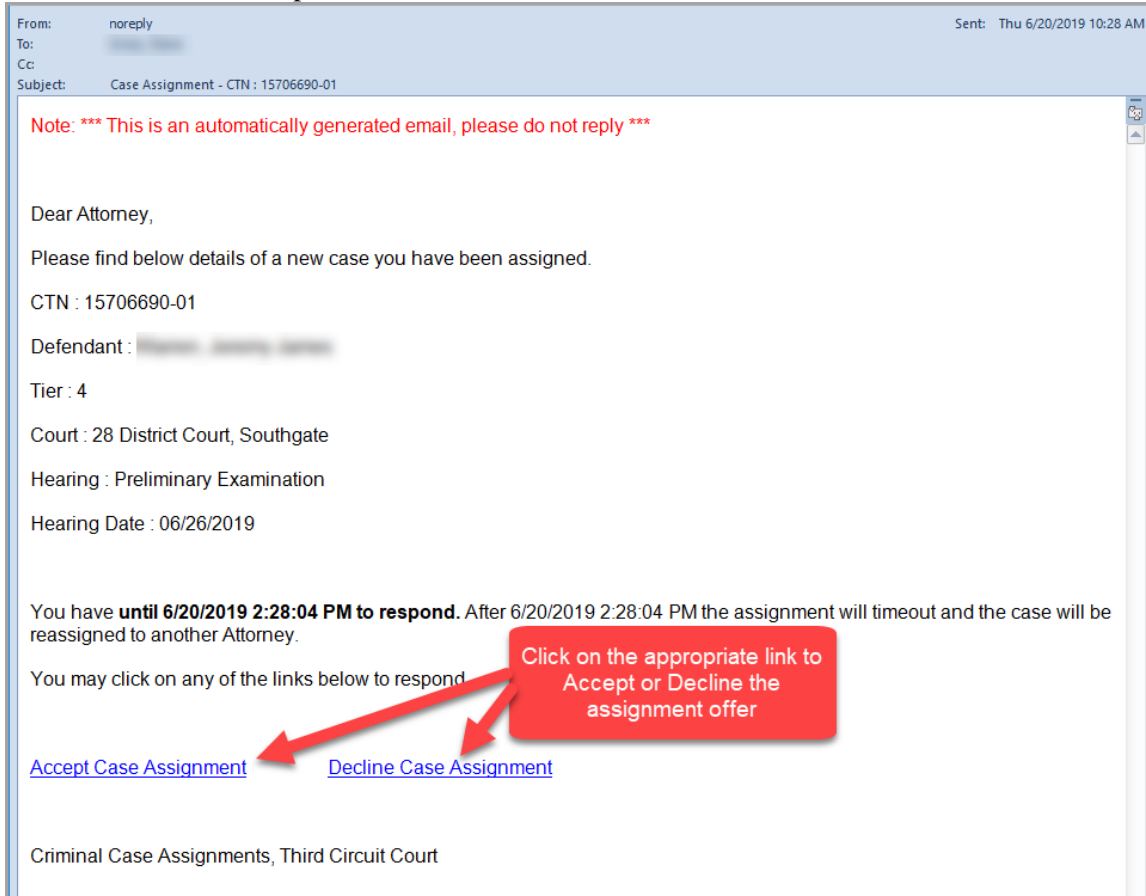 From: noreply Sent: Thu 6/20/2019 10:28 AM
To:
Cc:
Subject: Case Assignment - CTN : 15706690-01
Note: *** This is an automatically generated email, please do not reply ***
Dear Attorney,
Please find below details of a new case you have been assigned.
CTN : 15706690-01
Defendant :
Tier : 4
Court : 28 District Court, Southgate
Hearing : Preliminary Examination
Hearing Date : 06/26/2019
You have until 6/20/2019 2:28:04 PM to respond. After 6/20/2019 2:28:04 PM the assignment will timeout and the case will be
reassigned to another Attorney.
You may click on any of the links below to respond
Click on the appropriate link to
Accept or Decline the
assignment offer
Accept Case Assignment Decline Case Assignment
Criminal Case Assignments, Third Circuit Court